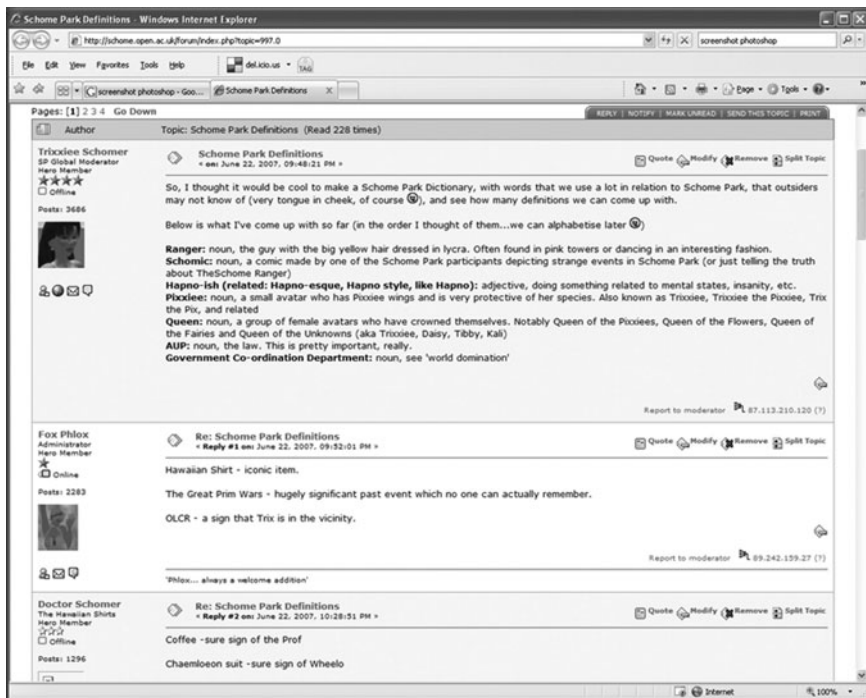 Schome Park Definitions - Windows Internet Explorer
http://schome.open.ac.uk/forum/index.php?topic=997.0
screenshot photoshop
File Edit View Favorites Tools Help
del.icio.us
TAG
screenshot photoshop - Goo...
Schome Park Definitions
X
Page Tools
Pages: [1] 2 3 4 Go Down
REPLY | NOTIFY | MARK UNREAD | SEND THIS TOPIC | PRINT
Author Topic: Schome Park Definitions (Read 228 times)
Trixxiee Schomer
SP Global Moderator
Hero Member
Offline
Posts: 3686
Schome Park Definitions
« on: June 22, 2007, 09:48:21 PM »
Quote Modify Remove Split Topic
So, I thought it would be cool to make a Schome Park Dictionary, with words that we use a lot in relation to Schome Park, that outsiders
may not know of (very tongue in cheek, of course ), and see how many definitions we can come up with.
Below is what I've come up with so far (in the order I thought of them...we can alphabetise later )
Ranger: noun, the guy with the big yellow hair dressed in lycra. Often found in pink towers or dancing in an interesting fashion.
Schomic: noun, a comic made by one of the Schome Park participants depicting strange events in Schome Park (or just telling the truth
about TheSchome Ranger)
Hapno-ish (related: Hapno-esque, Hapno style, like Hapno): adjective, doing something related to mental states, insanity, etc.
Pixxiee: noun, a small avatar who has Pixxiee wings and is very protective of her species. Also known as Trixxiee, Trixxiee the Pixxiee, Trix
the Pix, and related
Queen: noun, a group of female avatars who have crowned themselves. Notably Queen of the Pixxiees, Queen of the Flowers, Queen of
the Fairies and Queen of the Unknowns (aka Trixxiee, Daisy, Tibby, Kali)
AUP: noun, the law. This is pretty important, really.
Government Co-ordination Department: noun, see 'world domination'
Report to moderator 87.113.210.120 (?)
Fox Phlox
Administrator
Hero Member
Online
Posts: 2283
Re: Schome Park Definitions
« Reply #1 on: June 22, 2007, 09:52:01 PM »
Quote Modify Remove Split Topic
Hawaiian Shirt - iconic item.
The Great Prim Wars - hugely significant past event which no one can actually remember.
OLCR - a sign that Trix is in the vicinity.
Report to moderator 89.242.159.27 (?)
'Phlox... always a welcome addition'
Doctor Schomer
The Hawaiian Shirts
Hero Member
Offline
Posts: 1296
Re: Schome Park Definitions
« Reply #2 on: June 22, 2007, 10:28:51 PM »
Quote Modify Remove Split Topic
Coffee -sure sign of the Prof
Chaemloeon suit -sure sign of Wheelo
Internet
100%